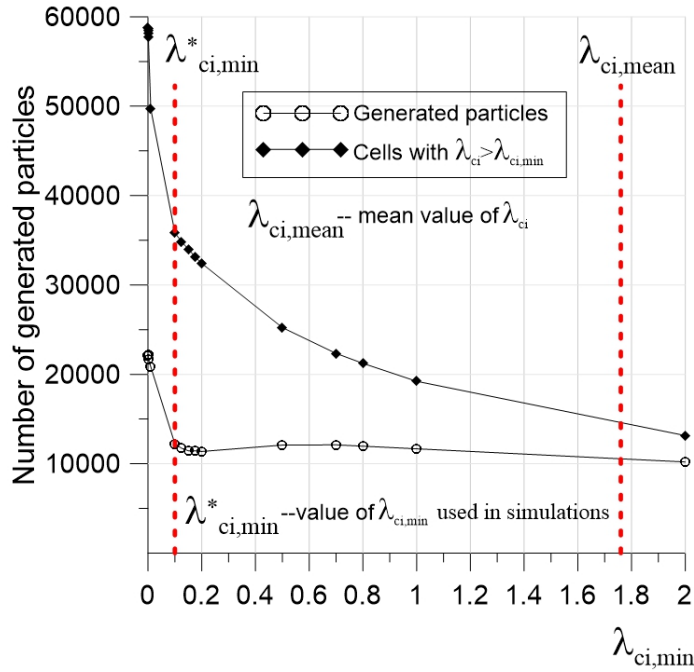 60000
50000
40000
30000
20000
10000
Number of generated particles
λ*ci,min
λci,mean
Generated particles
Cells with λci>λci,min
λci,mean-- mean value of λci
λ*ci,min --value of λci,min used in simulations
0 0.2 0.4 0.6 0.8 1 1.2 1.4 1.6 1.8 2
λci,min